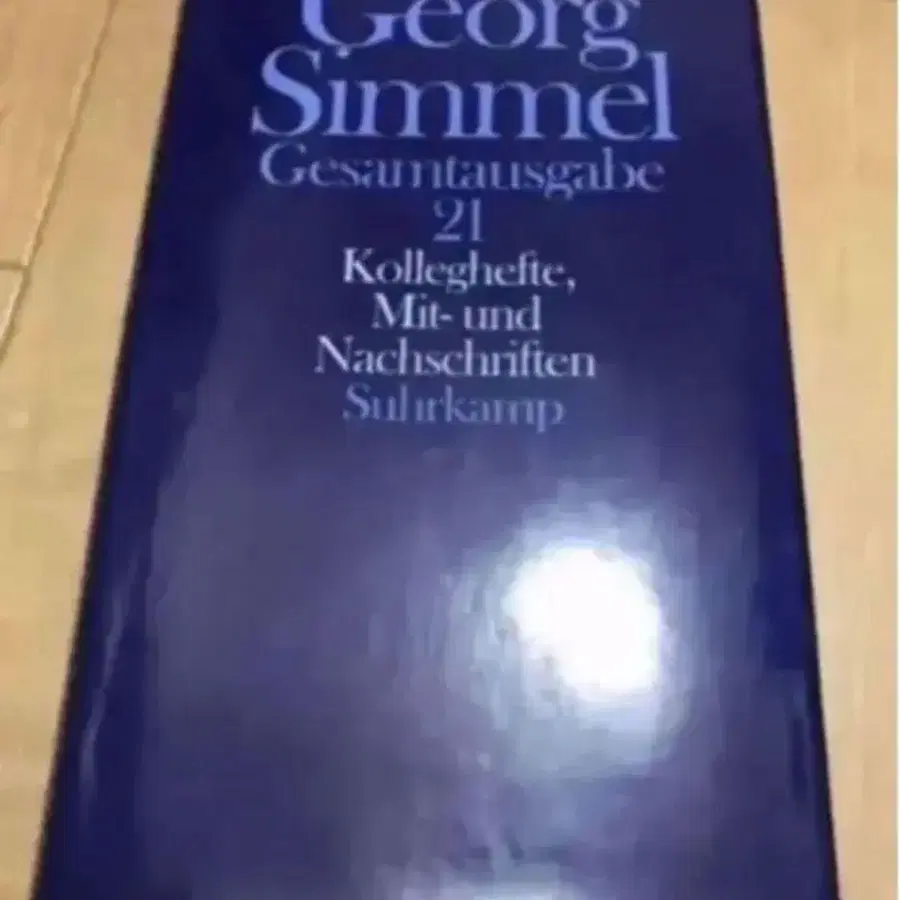 Georg
Simmel
Gesamtausgabe
21
Kolleghefte,
Mit- und
Nachschriften
Suhrkamp